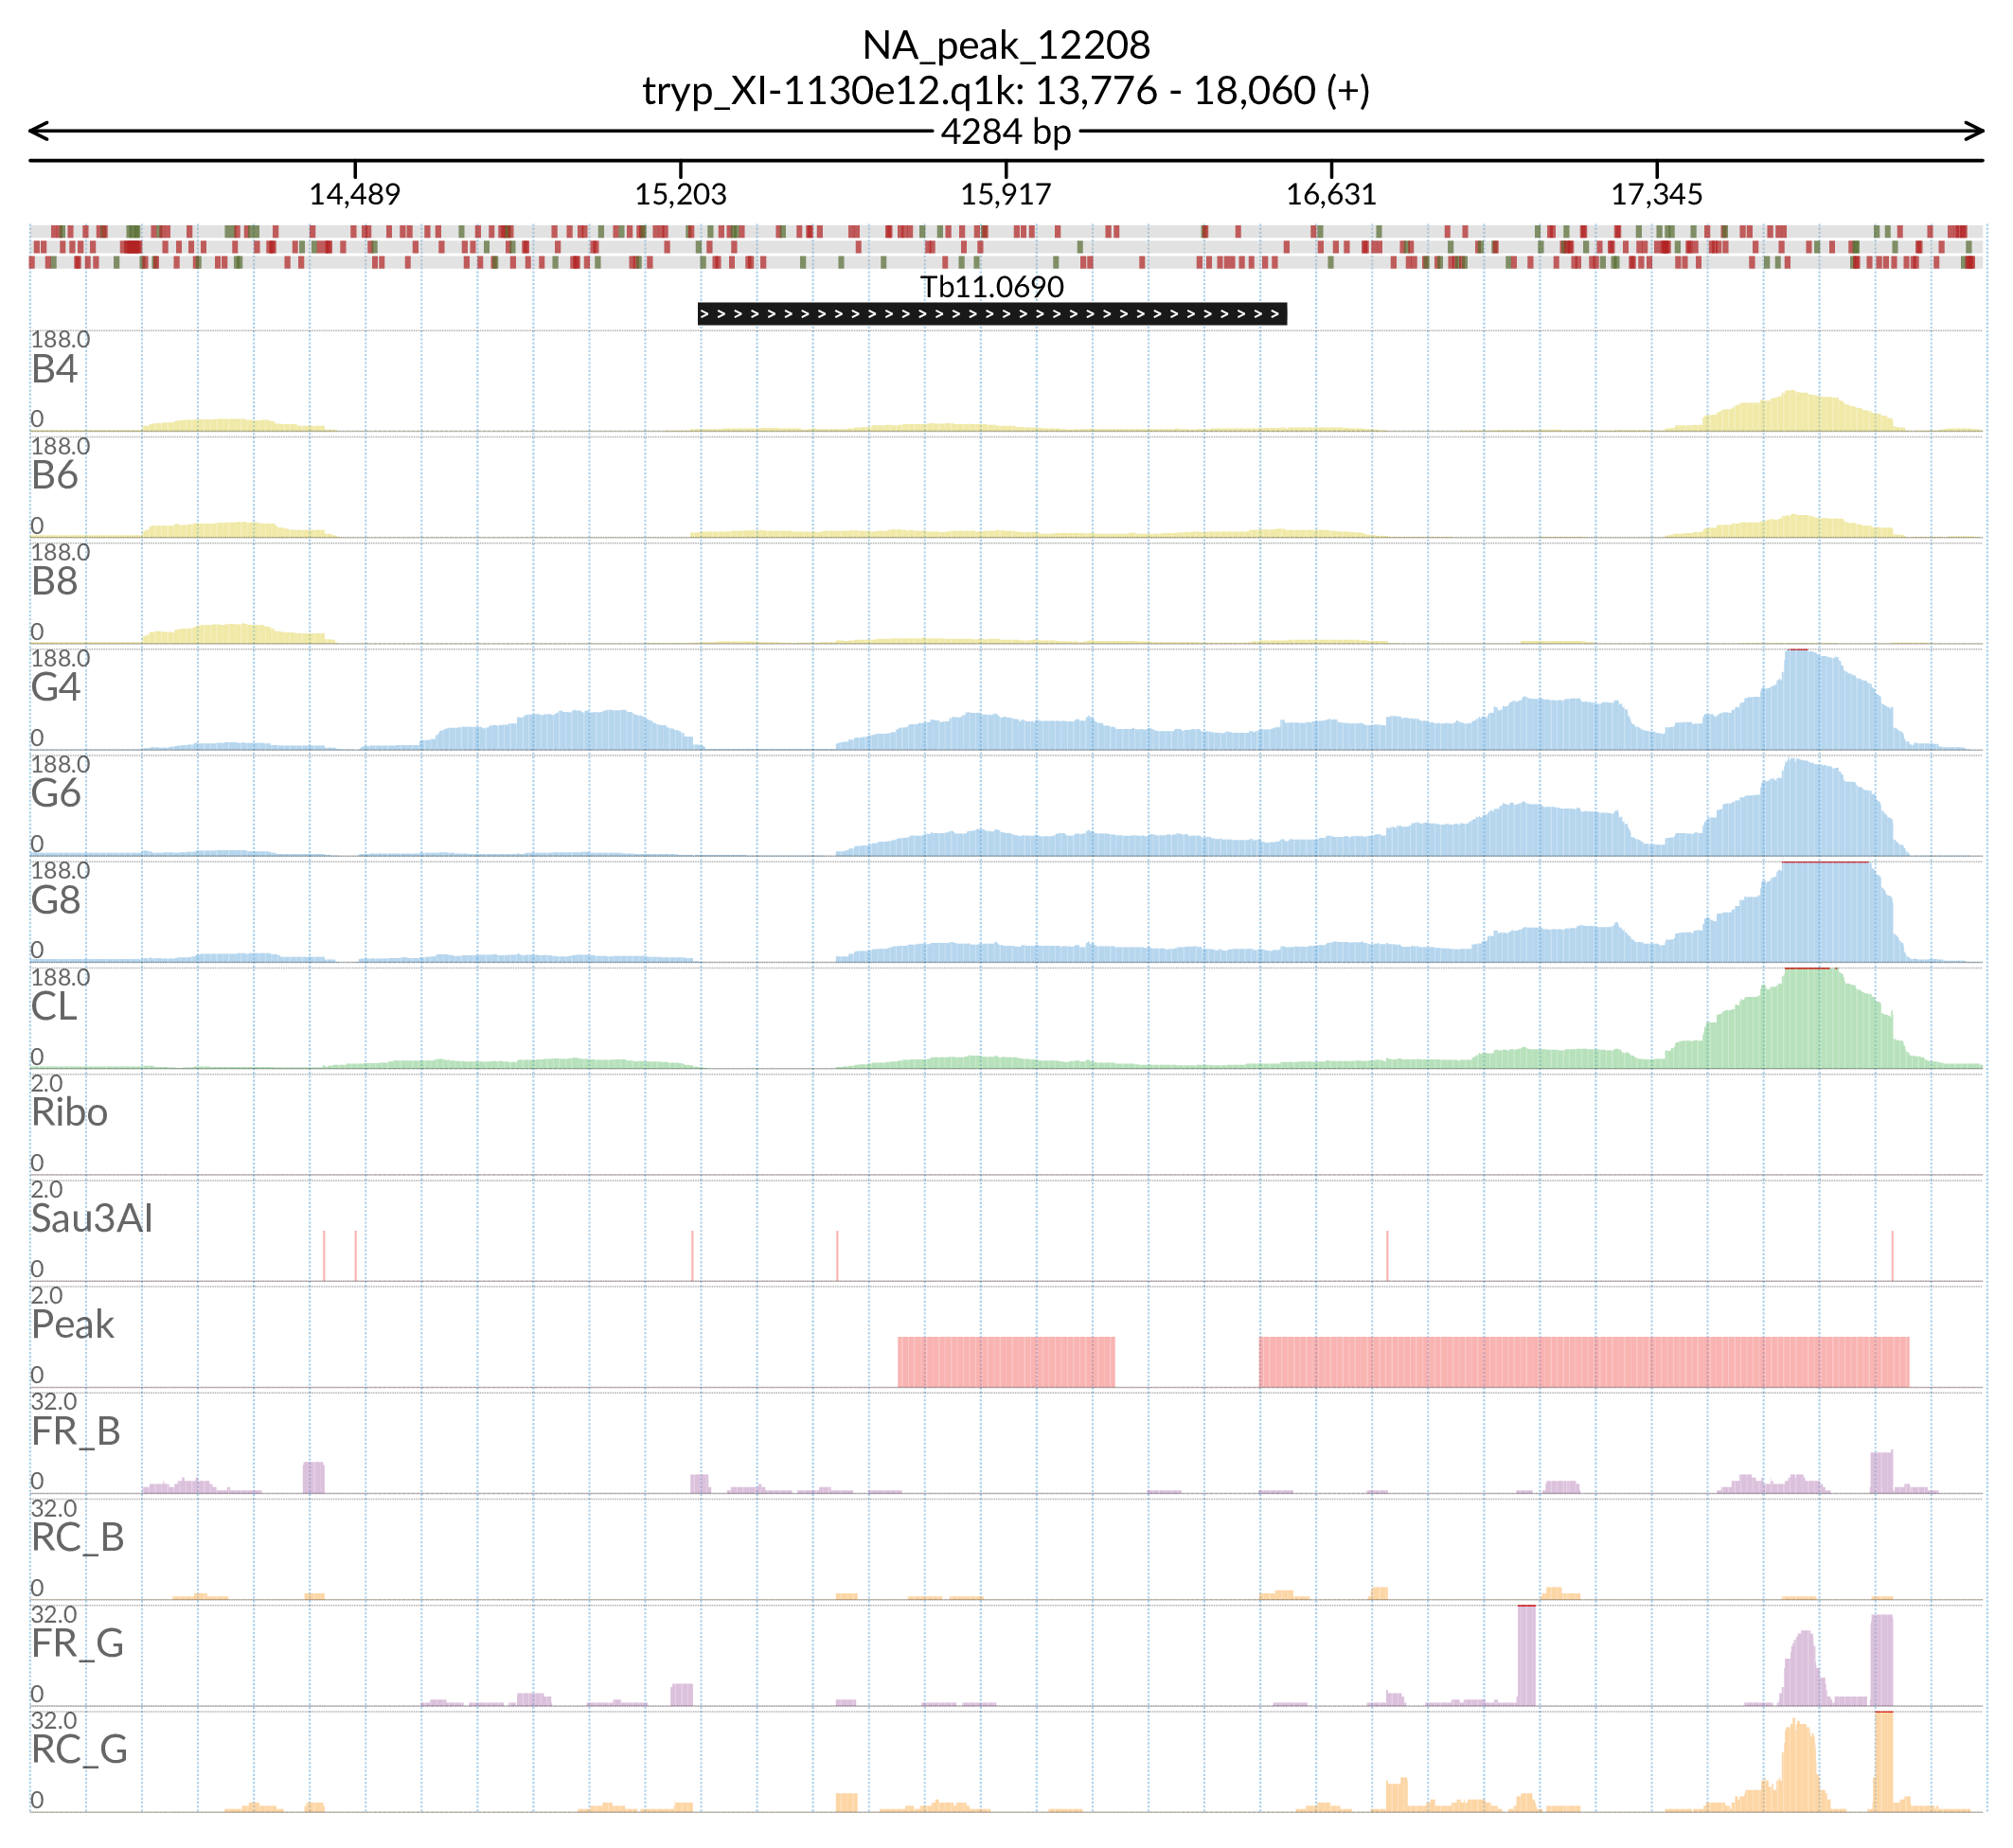 NA_peak_12208
tryp_XI-1130e12.q1k: 13,776 - 18,060 (+)
4284 bp
14,489 15,203 15,917 16,631 17,345
Tb11.0690
188.0
B4
0
188.0
B6
0
188.0
B8
0
188.0
G4
0
188.0
G6
0
188.0
G8
0
188.0
CL
0
2.0
Ribo
0
2.0
Sau3AI
0
2.0
Peak
0
32.0
FR_B
0
32.0
RC_B
0
32.0
FR_G
0
32.0
RC_G
0